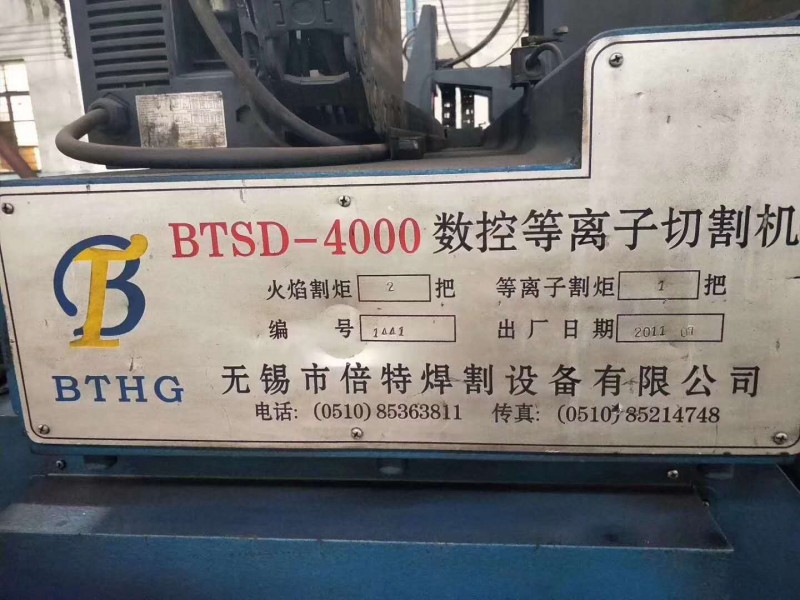 BTSD-4000 数控等离子切割机
火焰割炬 2 把 等离子割炬 1 把
编 号 1441 出厂日期 2011 07
BTHG
无锡市倍特焊割设备有限公司
电话: (0510) 85363811 传真: (0510) 85214748